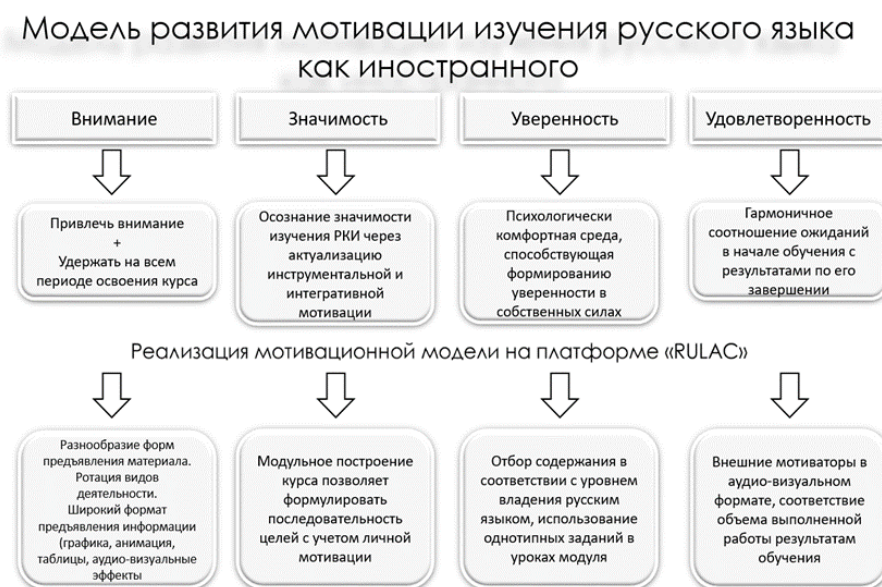 Модель развития мотивации изучения русского языка
как иностранного
Внимание
Значимость
Уверенность
Удовлетворенность
Привлечь внимание
+
Удержать на всем
периоде освоения курса
Осознание значимости
изучения РКИ через
актуализацию
инструментальной и
интегративной
мотивации
Психологически
комфортная среда,
способствующая
формированию
уверенности в
собственных силах
Гармоничное
соотношение ожиданий
в начале обучения с
результатами по его
завершении
Реализация мотивационной модели на платформе «RULAC»
Разнообразие форм
предъявления материала.
Ротация видов
деятельности.
Широкий формат
предъявления информации
(графика, анимация,
таблицы, аудио-визуальные
эффекты
Модульное построение
курса позволяет
формулировать
последовательность
целей с учетом личной
мотивации
Отбор содержания в
соответствии с уровнем
владения русским
языком, использование
однотипных заданий в
уроках модуля
Внешние мотиваторы в
аудио-визуальном
формате, соответствие
объема выполненной
работы результатам
обучения